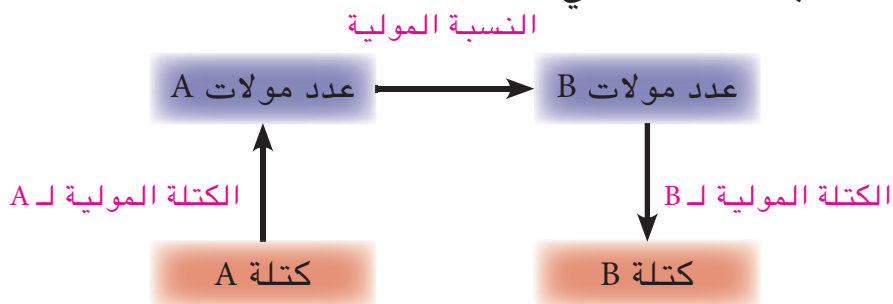 النسبة المولية
عدد مولات B
عدد مولات A
الكتلة المولية لـ B
الكتلة المولية لـ A
كتلة B
كتلة A